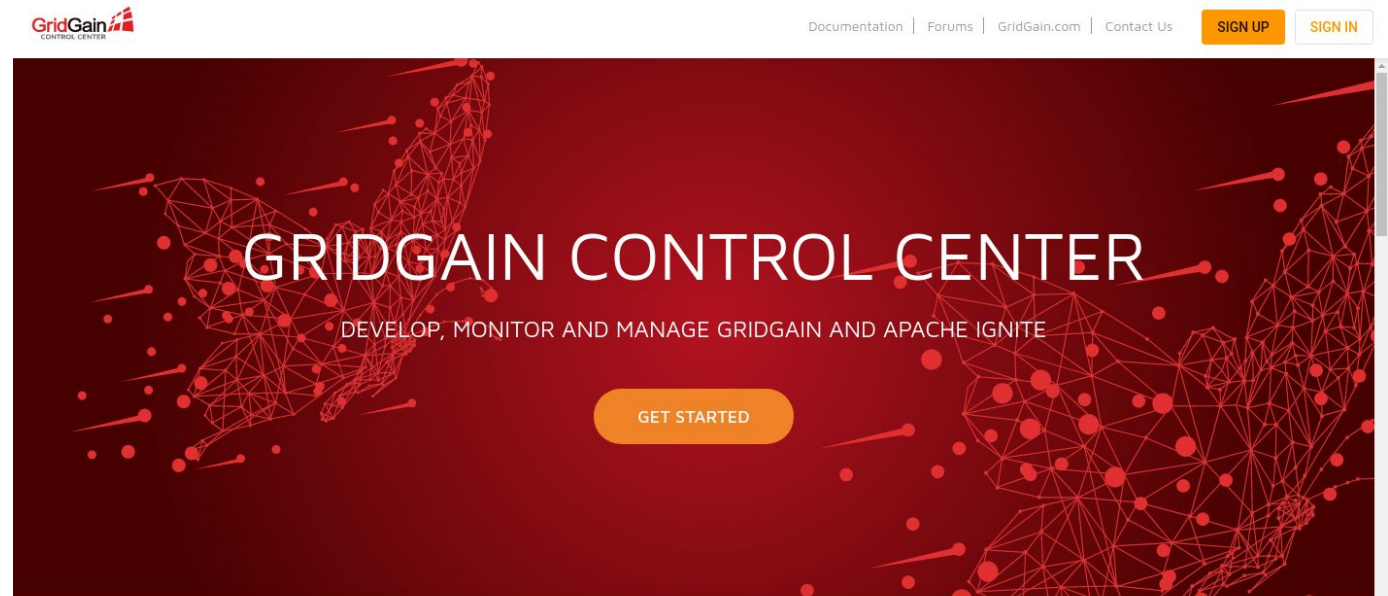 GridGain
CONTROL CENTER
Documentation | Forums | GridGain.com | Contact Us
SIGN UP
SIGN IN
GRIDGAIN CONTROL CENTER
DEVELOP, MONITOR AND MANAGE GRIDGAIN AND APACHE IGNITE
GET STARTED